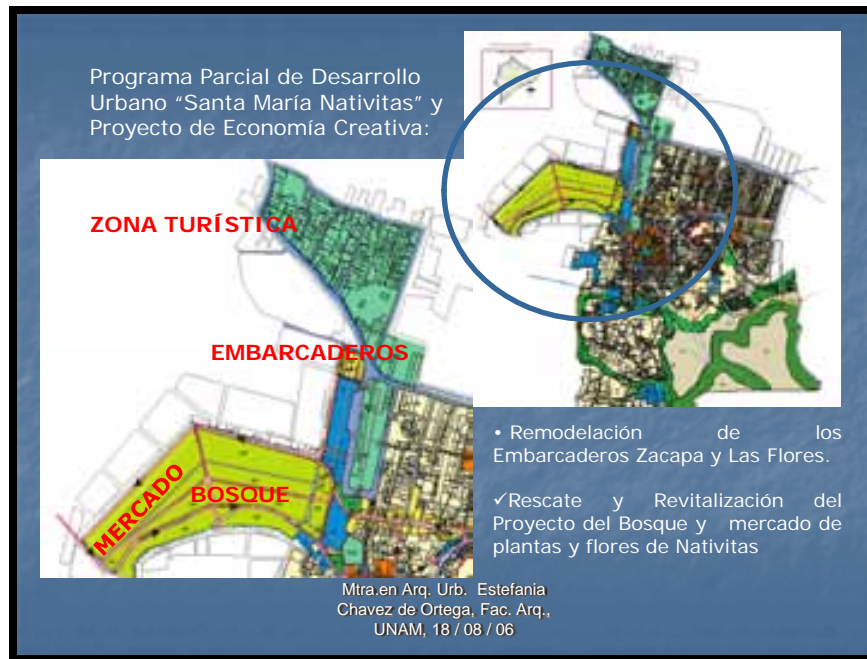 Programa Parcial de Desarrollo
Urbano “Santa María Nativitas” y
Proyecto de Economía Creativa:
ZONA TURÍSTICA
EMBARCADEROS
MERCADO
BOSQUE
• Remodelación de los
Embarcaderos Zacapa y Las Flores.
✓Rescate y Revitalización del
Proyecto del Bosque y mercado de
plantas y flores de Nativitas
Mtra.en Arq. Urb. Estefania
Chavez de Ortega, Fac. Arq.,
UNAM, 18 / 08 / 06